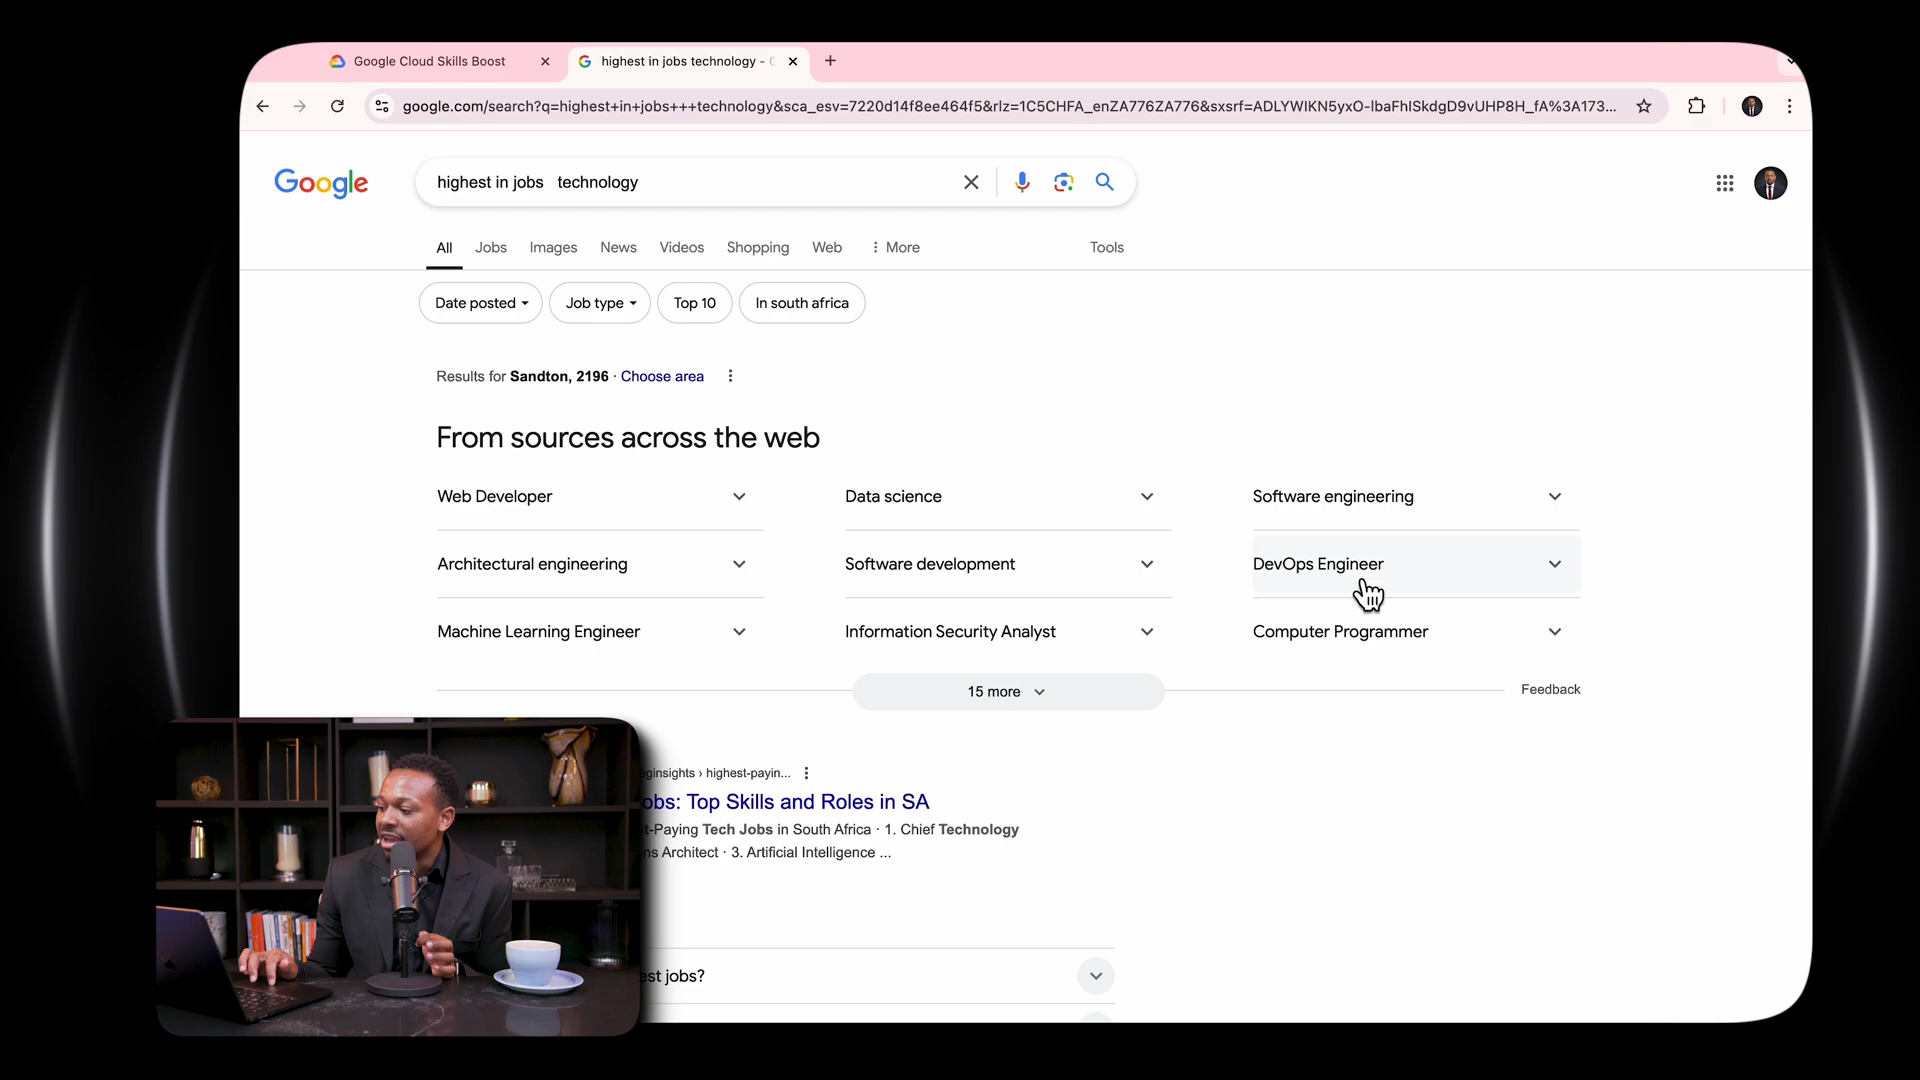 Google Cloud Skills Boost
highest in jobs technology -
google.com/search?q=highest+in+jobs+++technology&sca_esv=7220d14f8ee464f5&rlz=1C5CHFA_enZA776ZA776&sxsrf=ADLYWIKN5yxO-lbaFhlSkdgD9vUHP8H_fA%3A173...
Google
highest in jobs technology
All Jobs Images News Videos Shopping Web More Tools
Date posted Job type Top 10 In south africa
Results for Sandton, 2196 · Choose area
From sources across the web
Web Developer Data science Software engineering
Architectural engineering Software development DevOps Engineer
Machine Learning Engineer Information Security Analyst Computer Programmer
15 more
Feedback
ginsights › highest-payin...
obs: Top Skills and Roles in SA
t-Paying Tech Jobs in South Africa · 1. Chief Technology
ns Architect · 3. Artificial Intelligence ...
est jobs?